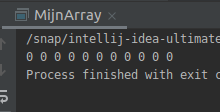 MijnArray ×
/snap/intellij-idea-ultimate
0 0 0 0 0 0 0 0 0 0 0
Process finished with exit c